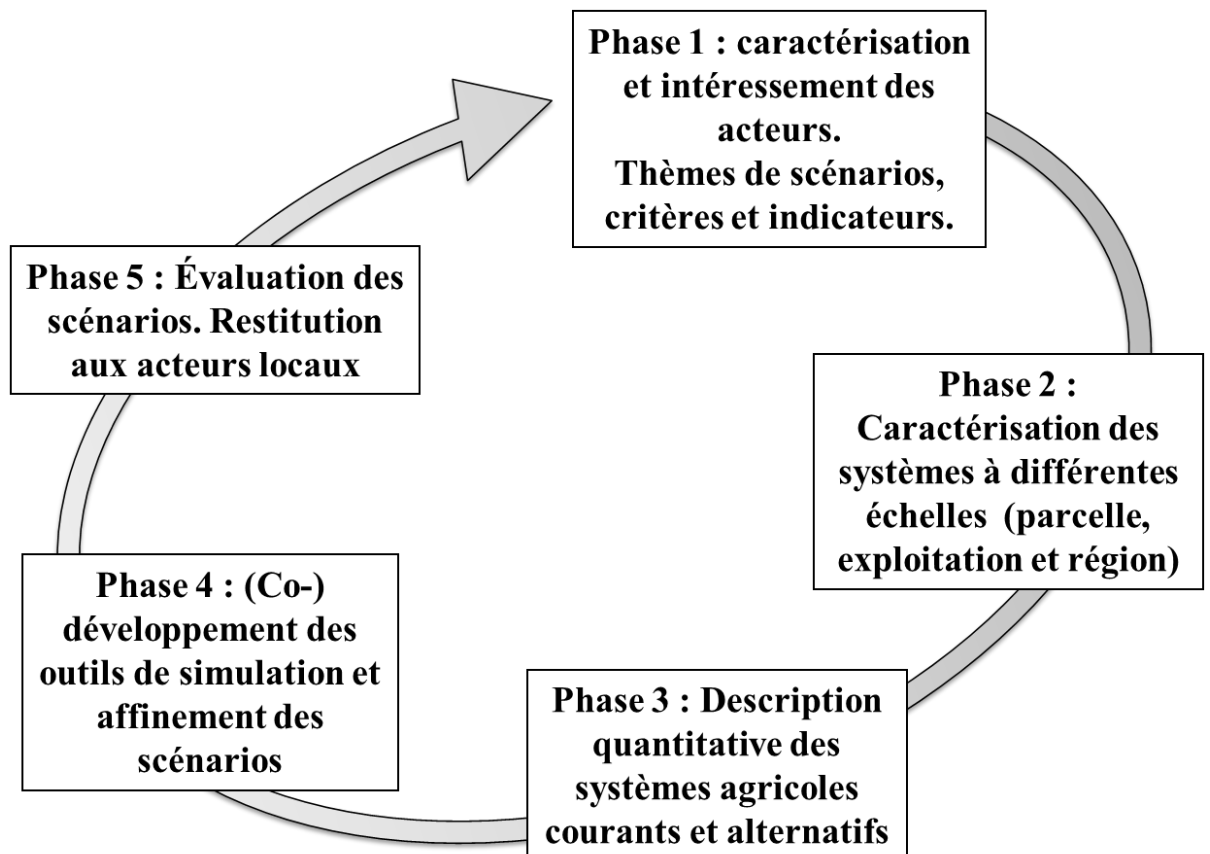 Phase 1 : caractérisation
et intéressement des
acteurs.
Thèmes de scénarios,
critères et indicateurs.
Phase 2 :
Caractérisation des
systèmes à différentes
échelles (parcelle,
exploitation et région)
Phase 3 : Description
quantitative des
systèmes agricoles
courants et alternatifs
Phase 4 : (Co-)
développement des
outils de simulation et
affinement des
scénarios
Phase 5 : Évaluation des
scénarios. Restitution
aux acteurs locaux